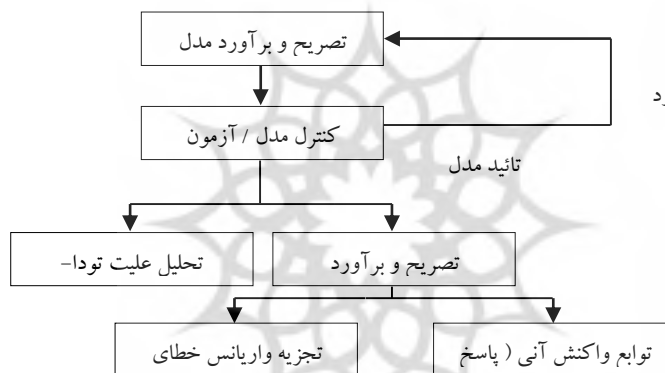 تصریح و برآورد مدل
کنترل مدل / آزمون
تائید مدل
تصریح و برآورد
تحلیل علیت تودا-
توابع واکنش آنی ( پاسخ
تجزیه واریانس خطای